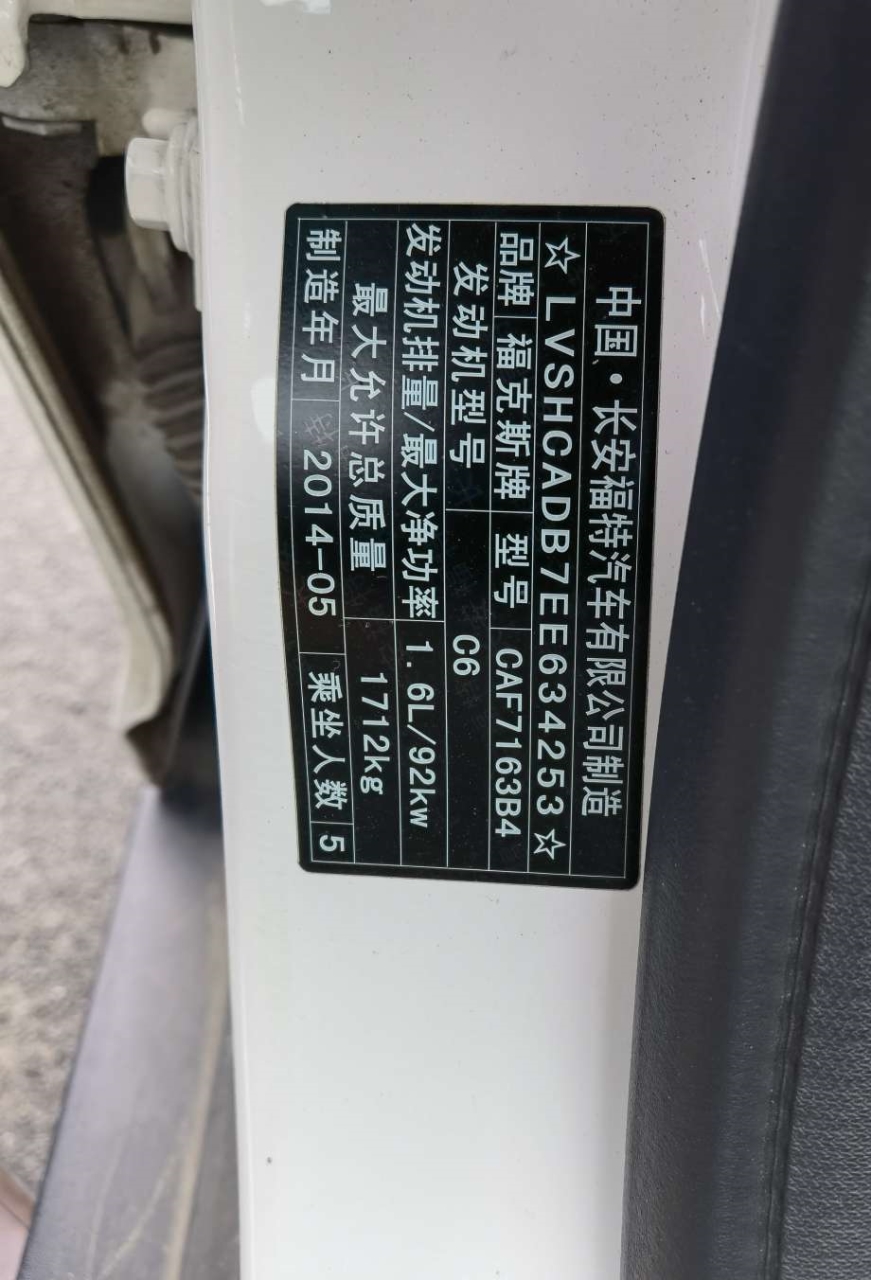 中国·长安福特汽车有限公司制造
☆LVSHCADB7EE634253☆
品牌 福克斯牌 型号 CAF7163B4
发动机型号 C6
发动机排量/最大净功率 1.6L/92kw
最大允许总质量 1712kg
制造年月 2014-05 乘坐人数 5